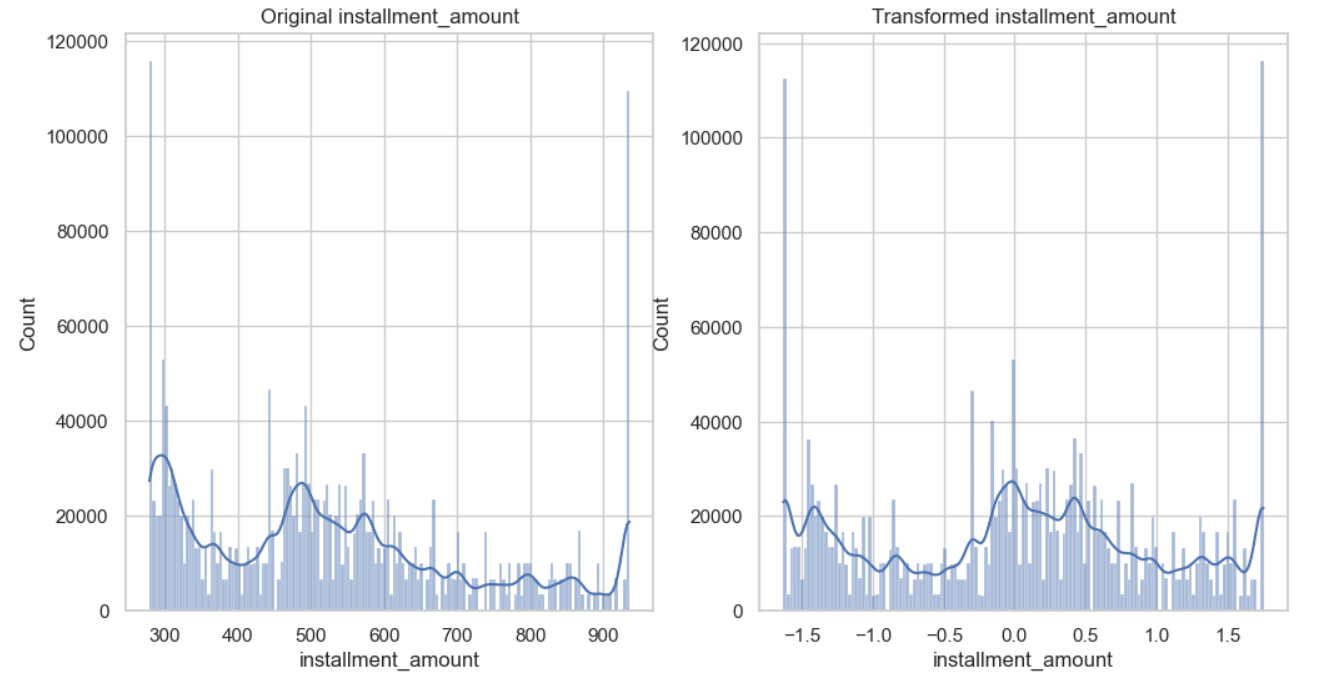 Original installment_amount
120000
100000
80000
60000
40000
20000
0
Count
300 400 500 600 700 800 900
installment_amount
Transformed installment_amount
120000
100000
80000
60000
40000
20000
0
Count
−1.5 −1.0 −0.5 0.0 0.5 1.0 1.5
installment_amount